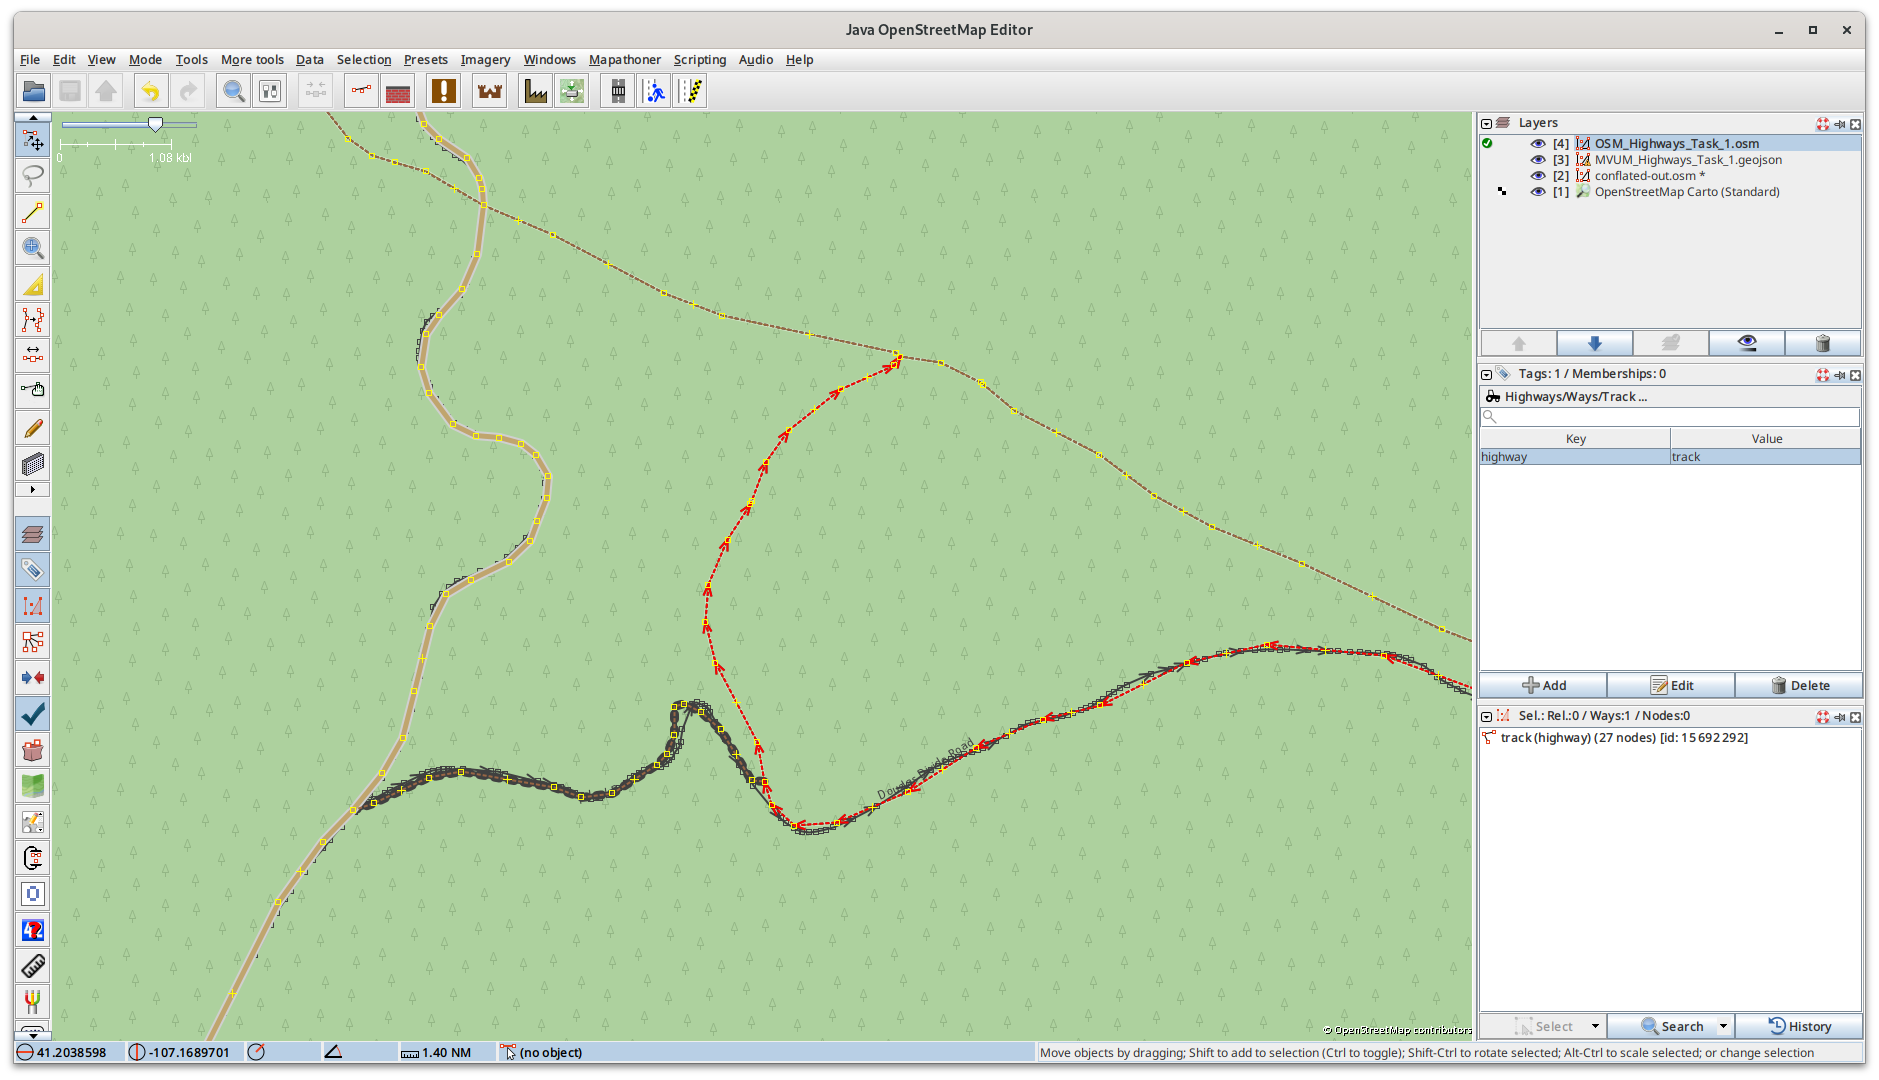 Java OpenStreetMap Editor
File Edit View Mode Tools More tools Data Selection Presets Imagery Windows Mapathoner Scripting Audio Help
0 1.08 kbl
Layers
[4] OSM_Highways_Task_1.osm
[3] MVUM_Highways_Task_1.geojson
[2] conflated-out.osm *
[1] OpenStreetMap Carto (Standard)
Tags: 1 / Memberships: 0
Highways/Ways/Track ...
Key Value
highway track
Add Edit Delete
Sel.: Rel.:0 / Ways:1 / Nodes:0
track (highway) (27 nodes) [id: 15692292]
Road
© OpenStreetMap contributors
Select Search History
41.2038598 -107.1689701 1.40 NM (no object) Move objects by dragging; Shift to add to selection (Ctrl to toggle); Shift-Ctrl to rotate selected; Alt-Ctrl to scale selected; or change selection